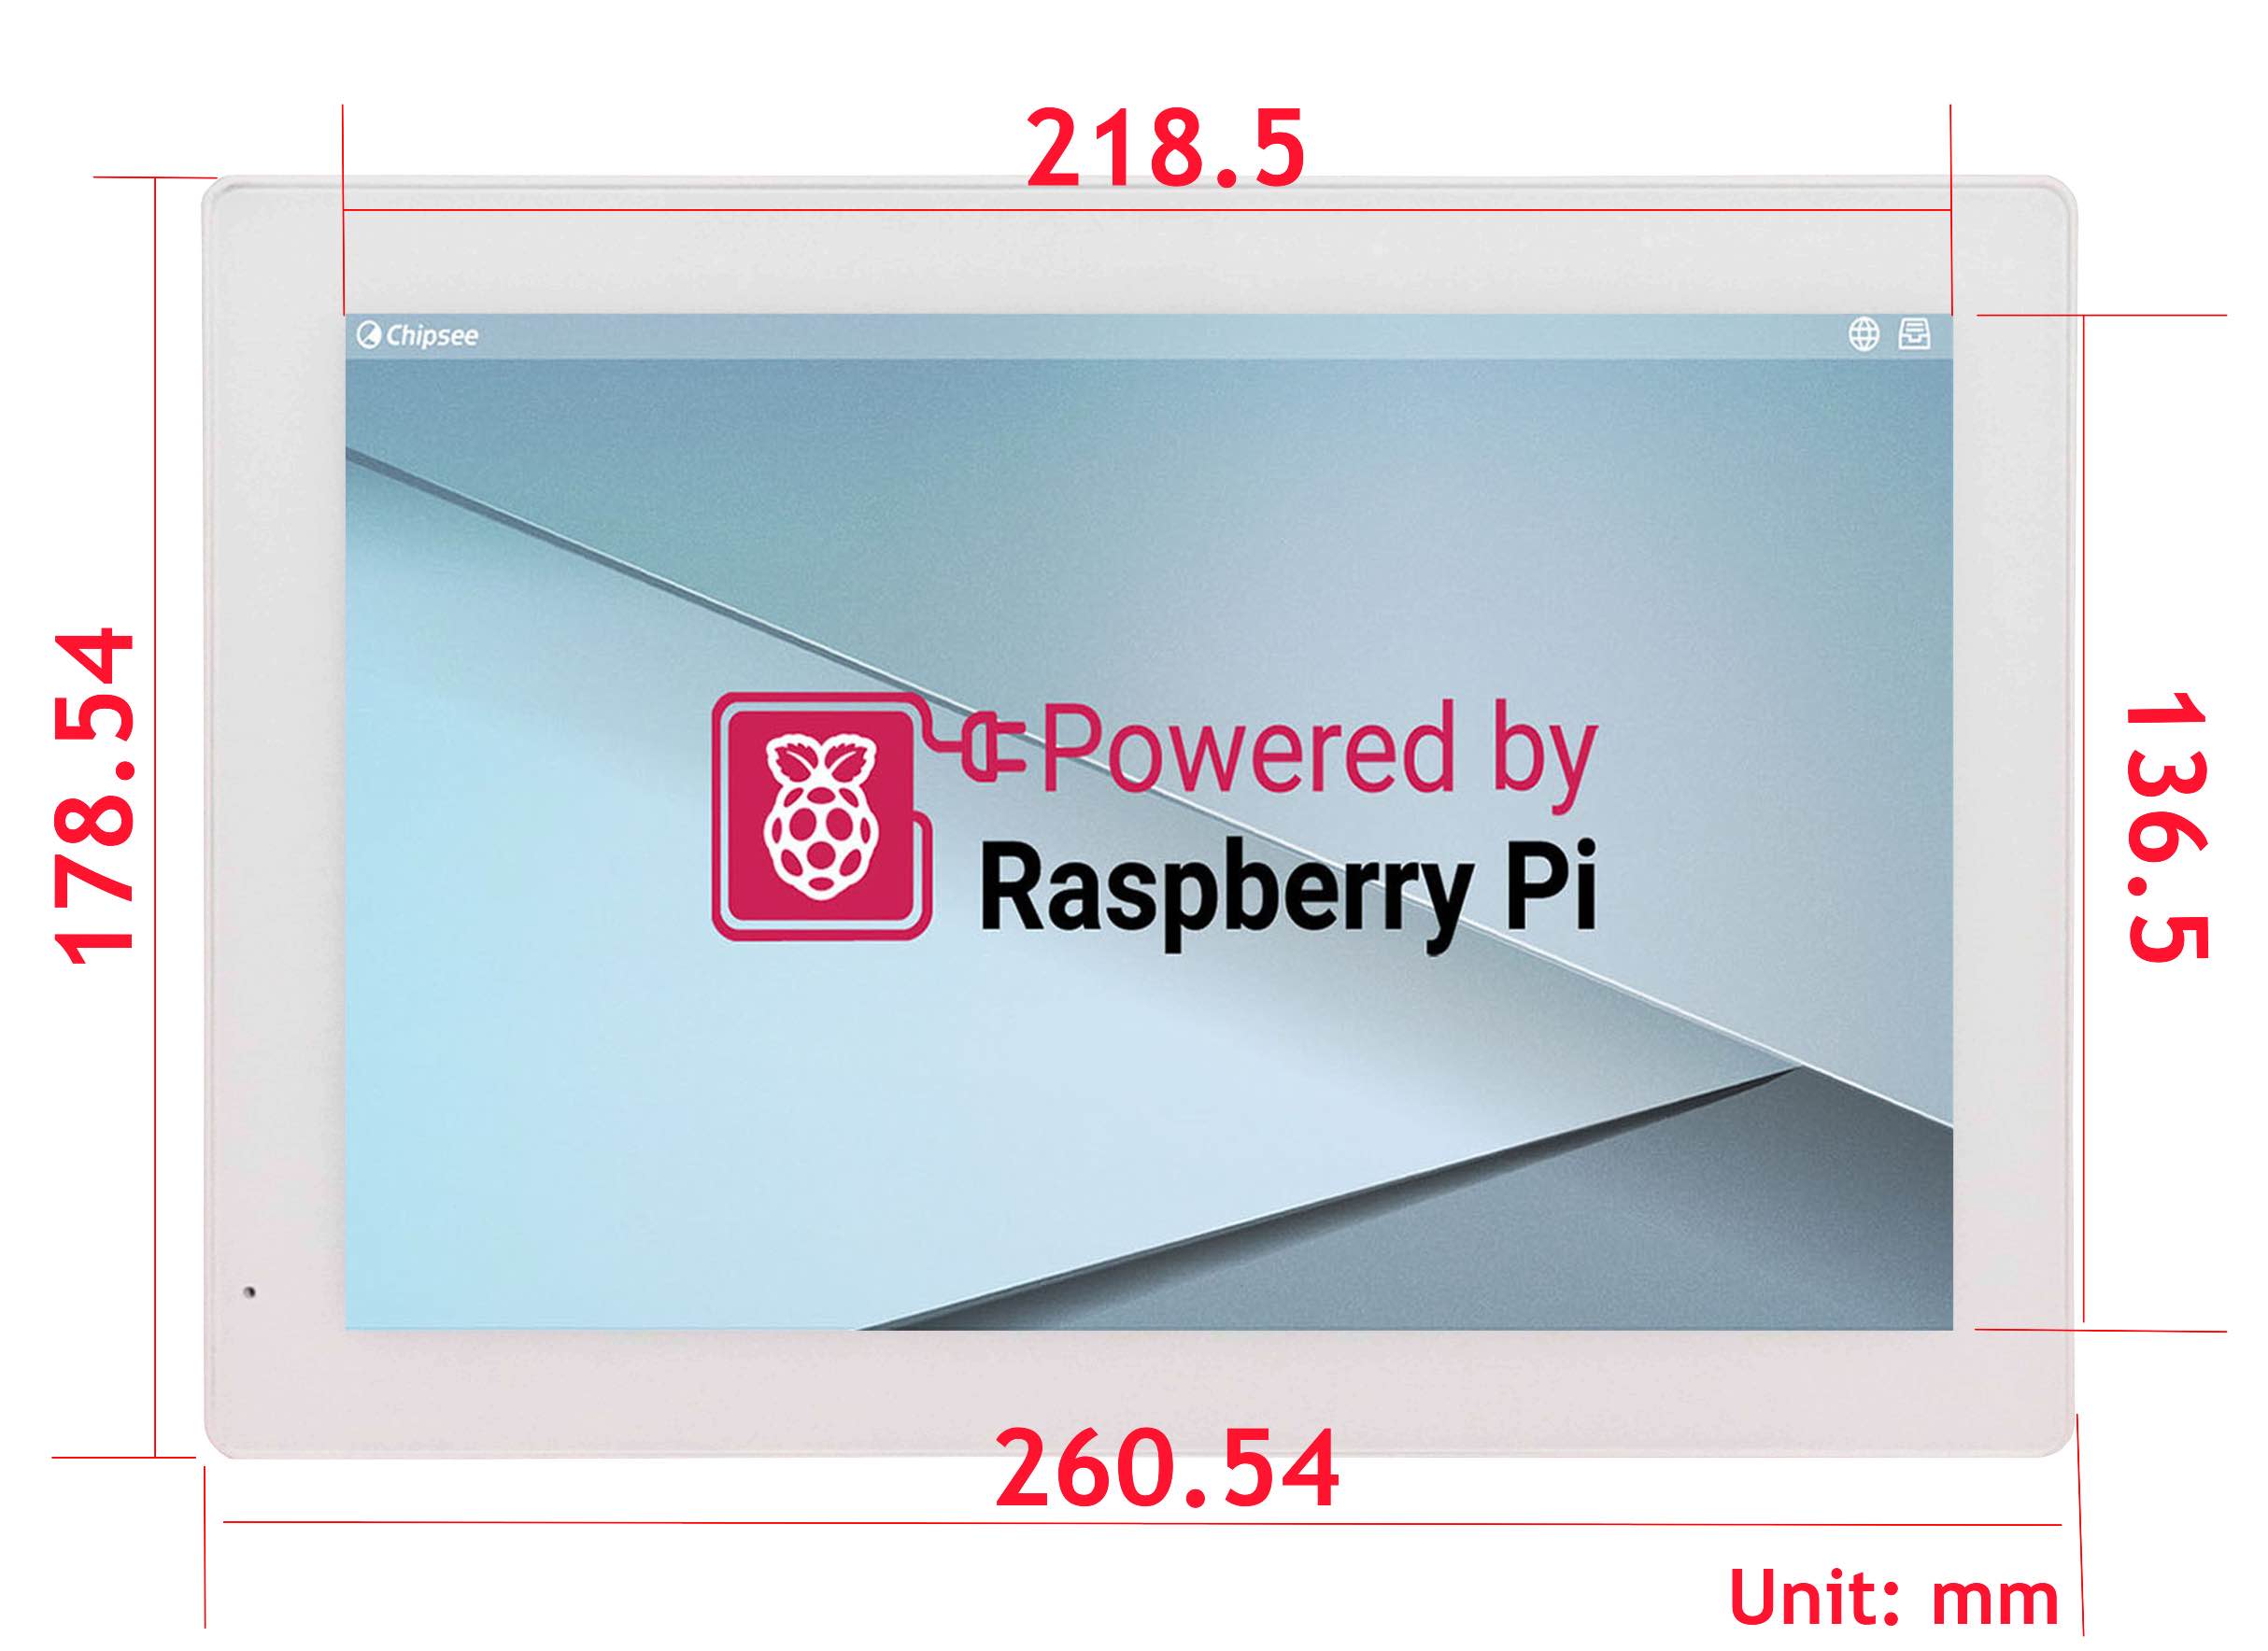 218.5
Chipsee
178.54
136.5
Powered by
Raspberry Pi
260.54
Unit: mm